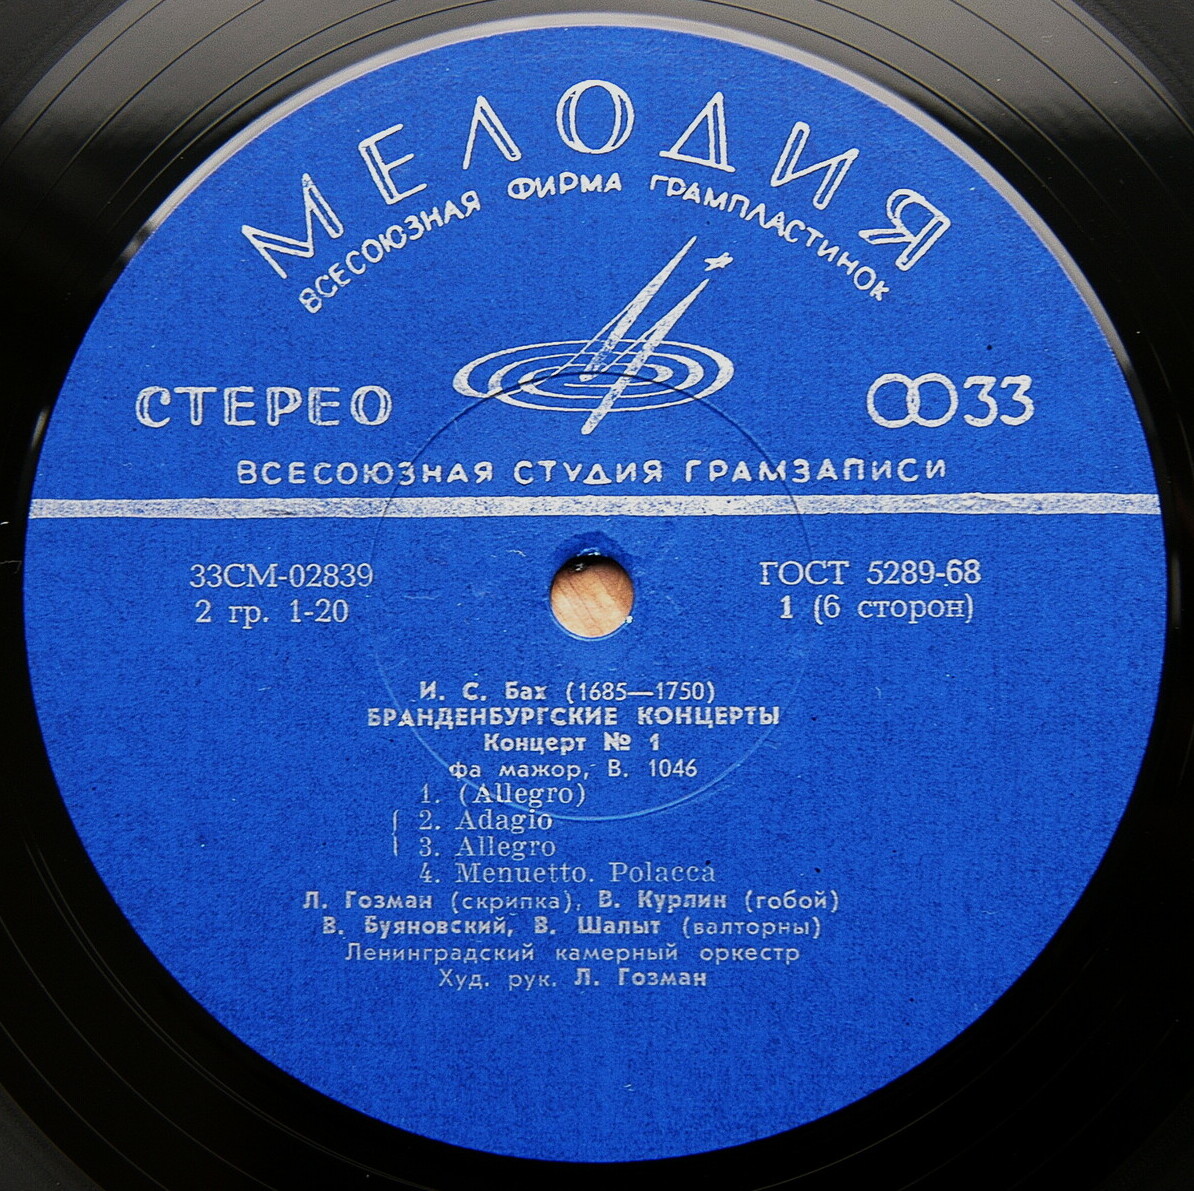 МЕЛОДИЯ
ВСЕСОЮЗНАЯ ФИРМА ГРАМПЛАСТИНОК
СТЕРЕО
33
ВСЕСОЮЗНАЯ СТУДИЯ ГРАМЗАПИСИ
33СМ-02839
2 гр. 1-20
ГОСТ 5289-68
1 (6 сторон)
И. С. Бах (1685—1750)
БРАНДЕНБУРГСКИЕ КОНЦЕРТЫ
Концерт № 1
фа мажор, В. 1046
1. (Allegro)
2. Adagio
3. Allegro
4. Menuetto. Polacca
Л. Гозман (скрипка), В. Курлин (гобой)
В. Буяновский, В. Шалыт (валторны)
Ленинградский камерный оркестр
Худ. рук. Л. Гозман